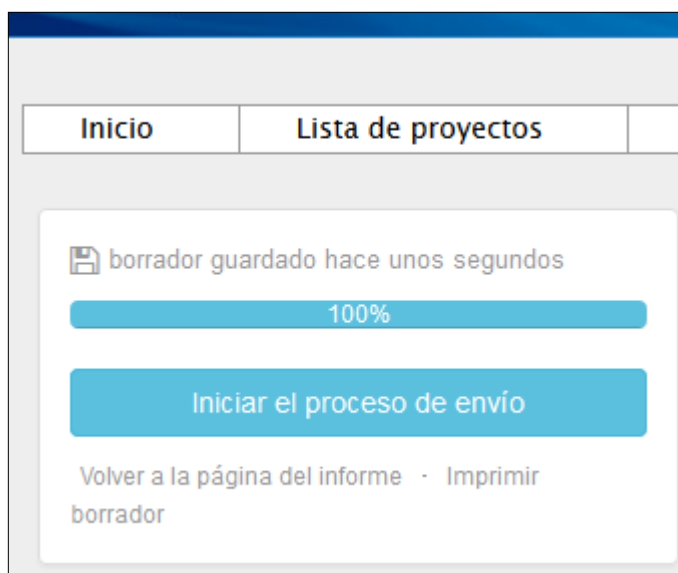 Inicio
Lista de proyectos
borrador guardado hace unos segundos
100%
Iniciar el proceso de envío
Volver a la página del informe · Imprimir
borrador